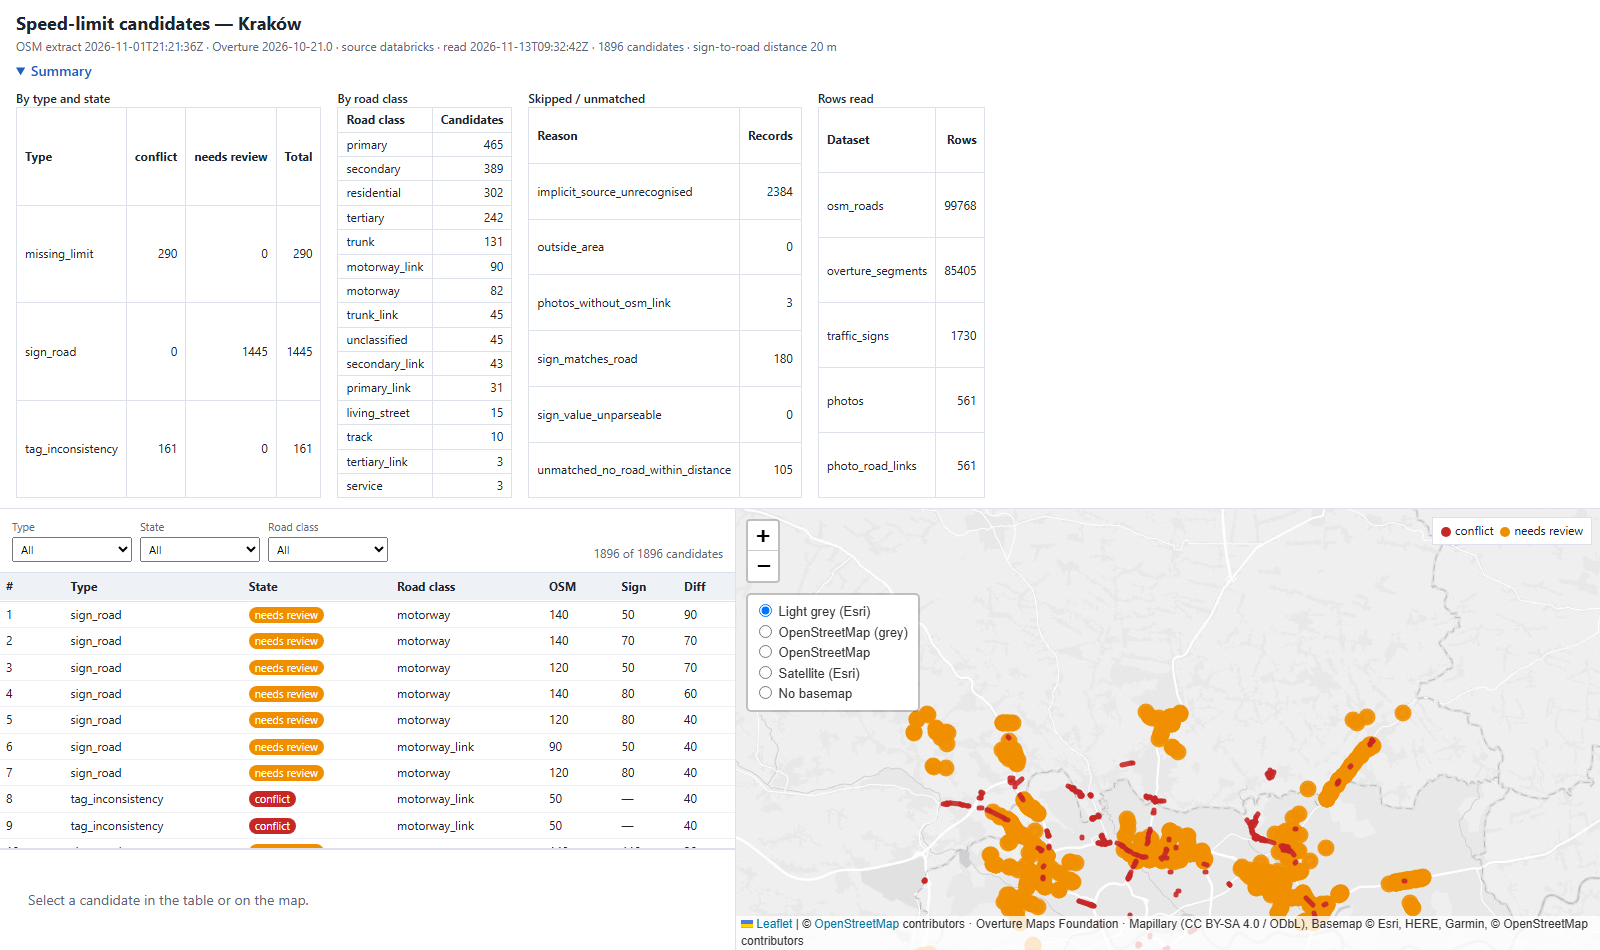 Speed-limit candidates — Kraków
OSM extract 2026-11-01T21:21:36Z · Overture 2026-10-21.0 · source databricks · read 2026-11-13T09:32:42Z · 1896 candidates · sign-to-road distance 20 m
▼ Summary
By type and state
Type conflict needs review Total
missing_limit 290 0 290
sign_road 0 1445 1445
tag_inconsistency 161 0 161
By road class
Road class Candidates
primary 465
secondary 389
residential 302
tertiary 242
trunk 131
motorway_link 90
motorway 82
trunk_link 45
unclassified 45
secondary_link 43
primary_link 31
living_street 15
track 10
tertiary_link 3
service 3
Skipped / unmatched
Reason Records
implicit_source_unrecognised 2384
outside_area 0
photos_without_osm_link 3
sign_matches_road 180
sign_value_unparseable 0
unmatched_no_road_within_distance 105
Rows read
Dataset Rows
osm_roads 99768
overture_segments 85405
traffic_signs 1730
photos 561
photo_road_links 561
Type State Road class
All All All
1896 of 1896 candidates
# Type State Road class OSM Sign Diff
1 sign_road needs review motorway 140 50 90
2 sign_road needs review motorway 140 70 70
3 sign_road needs review motorway 120 50 70
4 sign_road needs review motorway 140 80 60
5 sign_road needs review motorway 120 80 40
6 sign_road needs review motorway_link 90 50 40
7 sign_road needs review motorway 120 80 40
8 tag_inconsistency conflict motorway_link 50 — 40
9 tag_inconsistency conflict motorway_link 50 — 40
Select a candidate in the table or on the map.
+
−
Light grey (Esri)
OpenStreetMap (grey)
OpenStreetMap
Satellite (Esri)
No basemap
conflict needs review
Leaflet | © OpenStreetMap contributors · Overture Maps Foundation · Mapillary (CC BY-SA 4.0 / ODbL), Basemap © Esri, HERE, Garmin, © OpenStreetMap
contributors